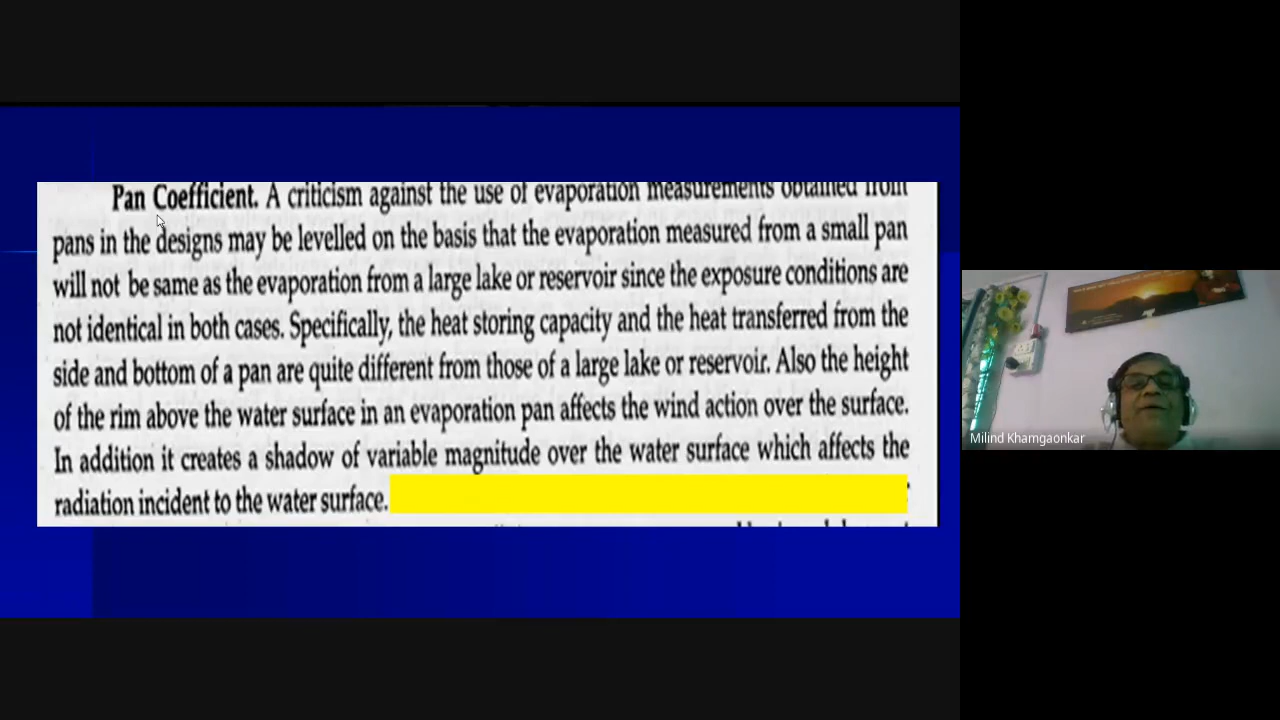 Pan Coefficient. A criticism against the use of evaporation measurements obtained from
pans in the designs may be levelled on the basis that the evaporation measured from a small pan
will not be same as the evaporation from a large lake or reservoir since the exposure conditions are
not identical in both cases. Specifically, the heat storing capacity and the heat transferred from the
side and bottom of a pan are quite different from those of a large lake or reservoir. Also the height
of the rim above the water surface in an evaporation pan affects the wind action over the surface.
In addition it creates a shadow of variable magnitude over the water surface which affects the
radiation incident to the water surface.
Milind Khamgaonkar